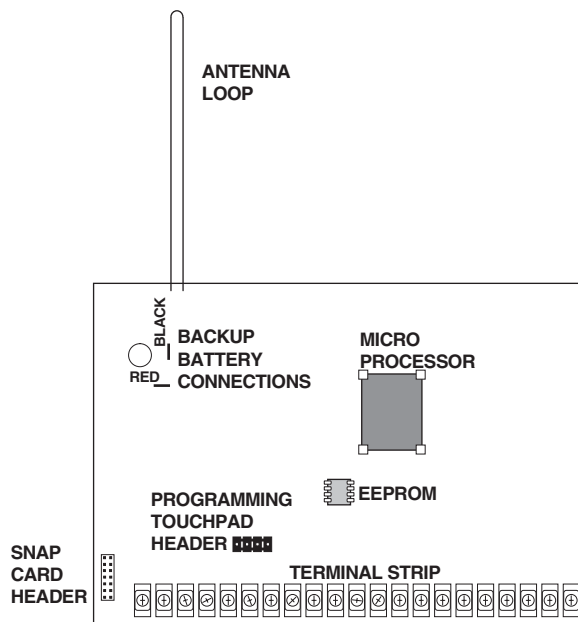 ANTENNA
LOOP
BLACK
BACKUP
BATTERY
CONNECTIONS
RED
MICRO
PROCESSOR
EEPROM
PROGRAMMING
TOUCHPAD
HEADER
SNAP
CARD
HEADER
TERMINAL STRIP